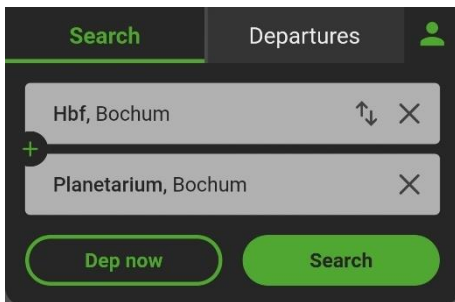 Search Departures
Hbf, Bochum
Planetarium, Bochum
Dep now Search